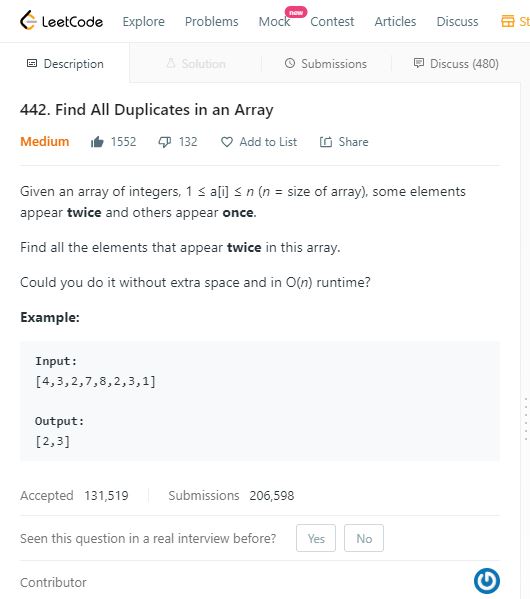 LeetCode Explore Problems Mock new Contest Articles Discuss St
Description Solution Submissions Discuss (480)
442. Find All Duplicates in an Array
Medium 1552 132 Add to List Share
Given an array of integers, 1 ≤ a[i] ≤ n (n = size of array), some elements
appear twice and others appear once.
Find all the elements that appear twice in this array.
Could you do it without extra space and in O(n) runtime?
Example:
Input:
[4,3,2,7,8,2,3,1]
Output:
[2,3]
Accepted 131,519 Submissions 206,598
Seen this question in a real interview before? Yes No
Contributor